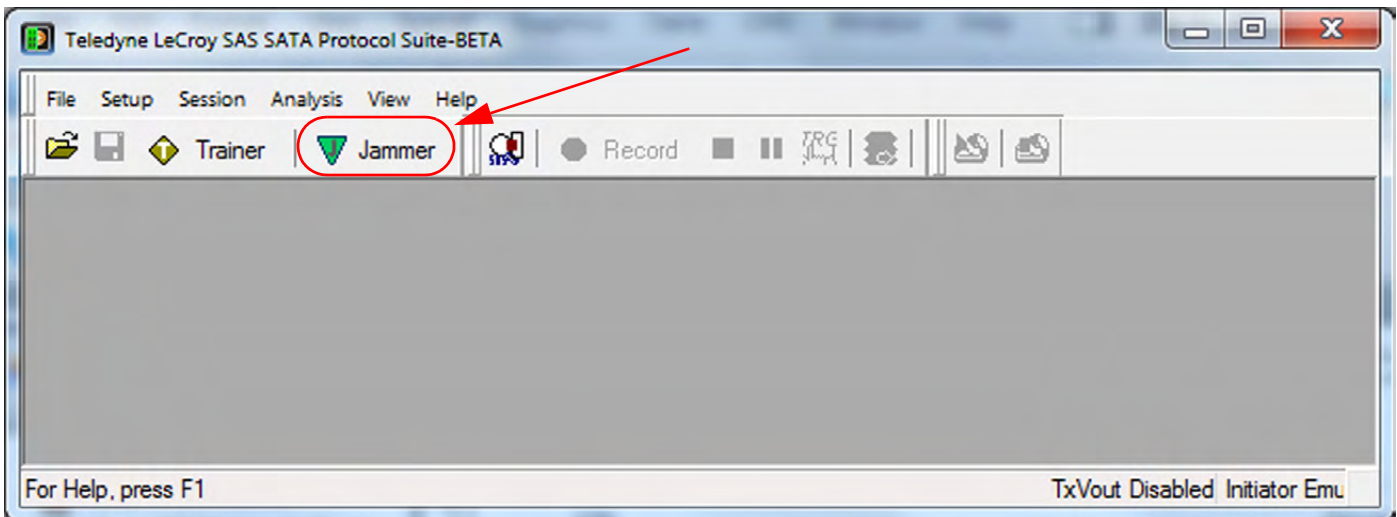 Teledyne LeCroy SAS SATA Protocol Suite-BETA
File Setup Session Analysis View Help
Trainer Jammer Record
For Help, press F1 TxVout Disabled Initiator Emu